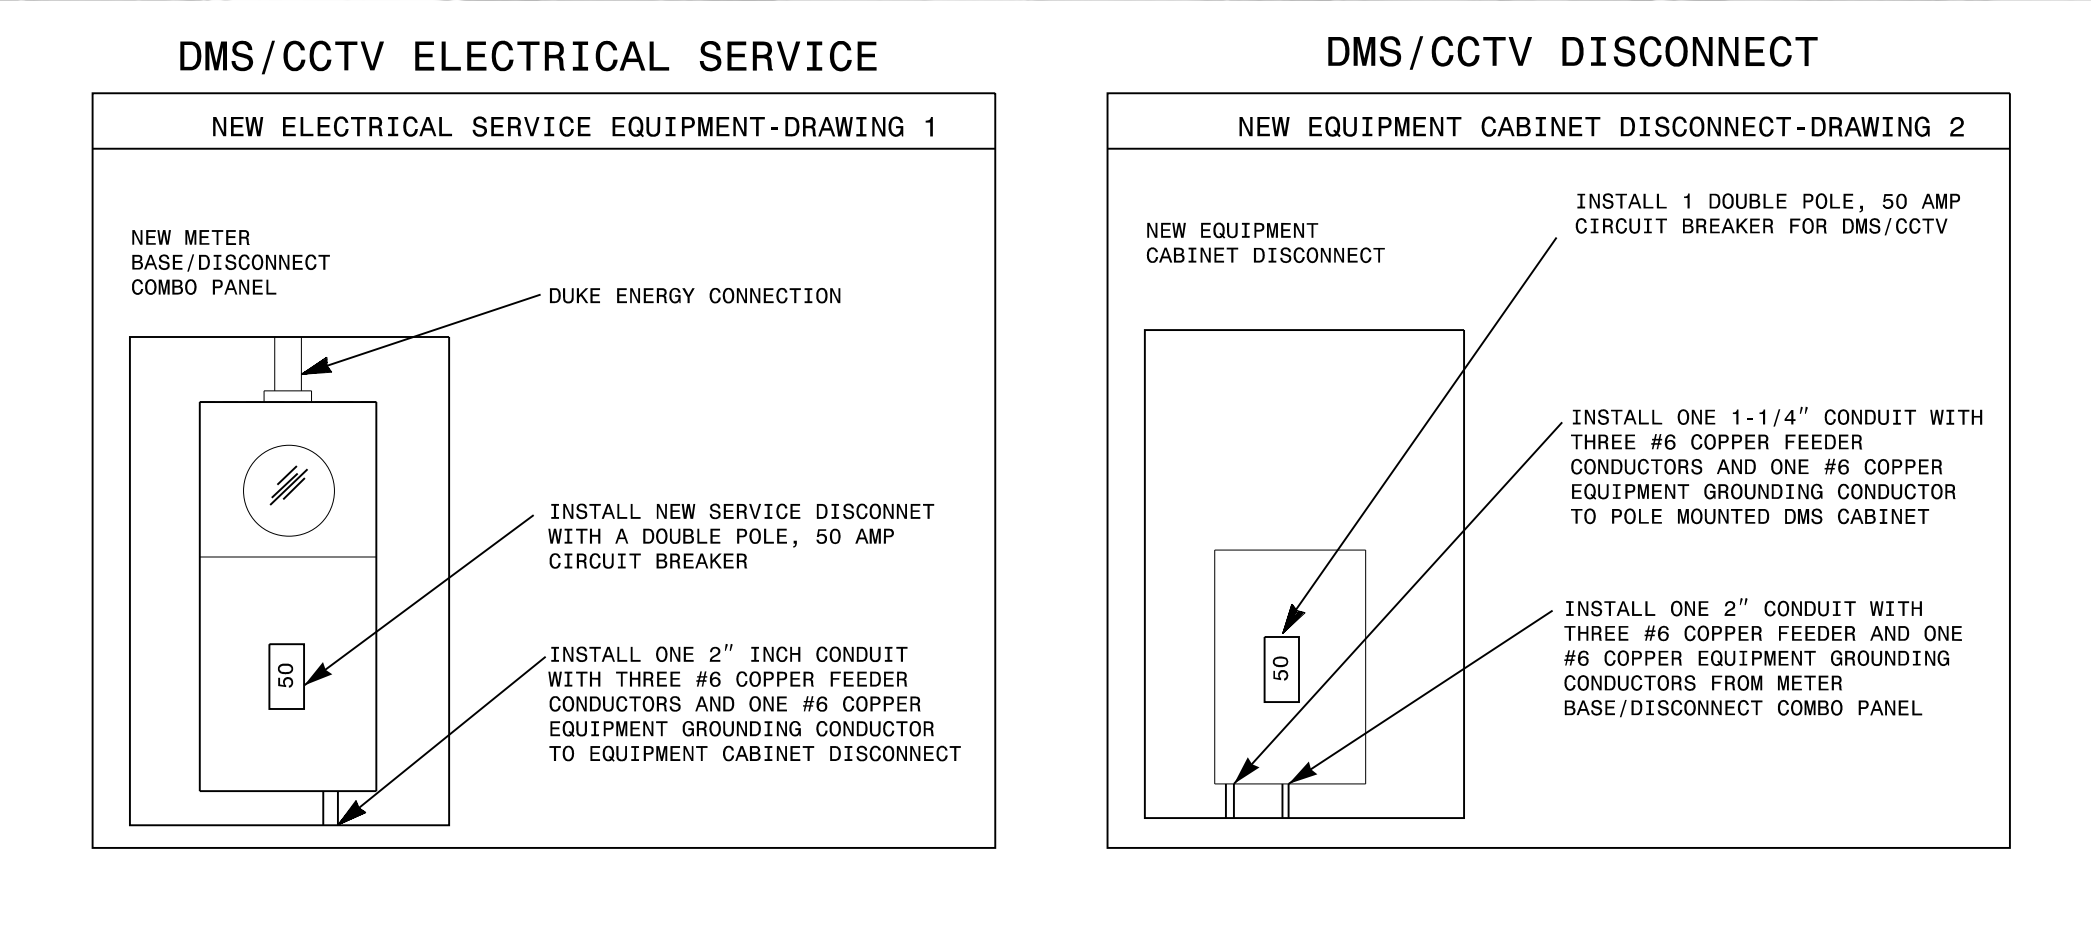 DMS/CCTV ELECTRICAL SERVICE
NEW ELECTRICAL SERVICE EQUIPMENT-DRAWING 1
NEW METER
BASE/DISCONNECT
COMBO PANEL
DUKE ENERGY CONNECTION
INSTALL NEW SERVICE DISCONNET
WITH A DOUBLE POLE, 50 AMP
CIRCUIT BREAKER
50
INSTALL ONE 2" INCH CONDUIT
WITH THREE #6 COPPER FEEDER
CONDUCTORS AND ONE #6 COPPER
EQUIPMENT GROUNDING CONDUCTOR
TO EQUIPMENT CABINET DISCONNECT
DMS/CCTV DISCONNECT
NEW EQUIPMENT CABINET DISCONNECT-DRAWING 2
NEW EQUIPMENT
CABINET DISCONNECT
INSTALL 1 DOUBLE POLE, 50 AMP
CIRCUIT BREAKER FOR DMS/CCTV
INSTALL ONE 1-1/4" CONDUIT WITH
THREE #6 COPPER FEEDER
CONDUCTORS AND ONE #6 COPPER
EQUIPMENT GROUNDING CONDUCTOR
TO POLE MOUNTED DMS CABINET
50
INSTALL ONE 2" CONDUIT WITH
THREE #6 COPPER FEEDER AND ONE
#6 COPPER EQUIPMENT GROUNDING
CONDUCTORS FROM METER
BASE/DISCONNECT COMBO PANEL